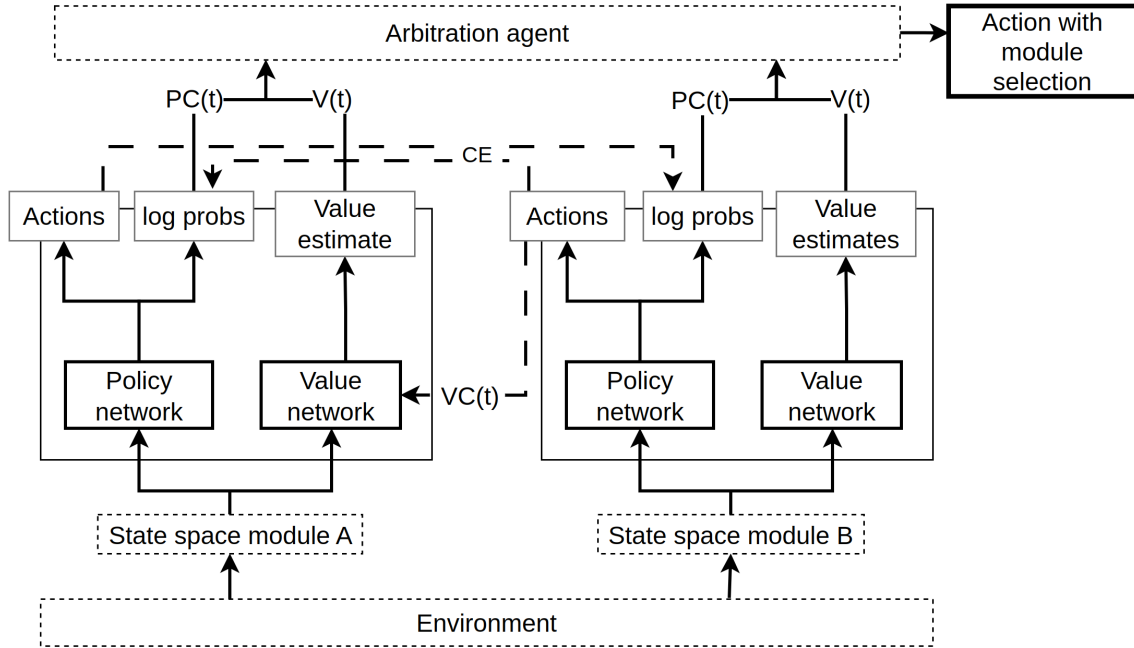 Arbitration agent
Action with
module
selection
PC(t)
V(t)
PC(t)
V(t)
CE
Actions
log probs
Value
estimate
Actions
log probs
Value
estimates
Policy
network
Value
network
VC(t)
Policy
network
Value
network
State space module A
State space module B
Environment